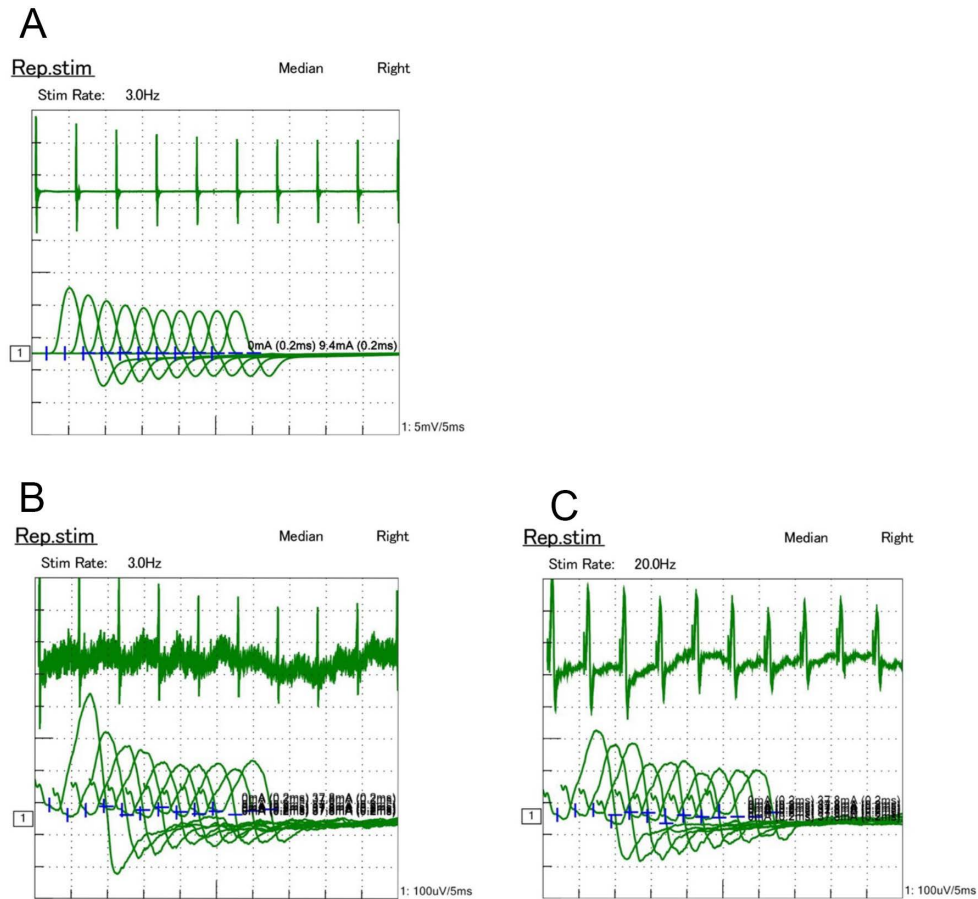 A
Rep.stim Median Right
Stim Rate: 3.0Hz
0mA (0.2ms) 9.4mA (0.2ms)
1
1: 5mV/5ms
B
Rep.stim Median Right
Stim Rate: 3.0Hz
1
1: 100uV/5ms
C
Rep.stim Median Right
Stim Rate: 20.0Hz
1
1: 100uV/5ms